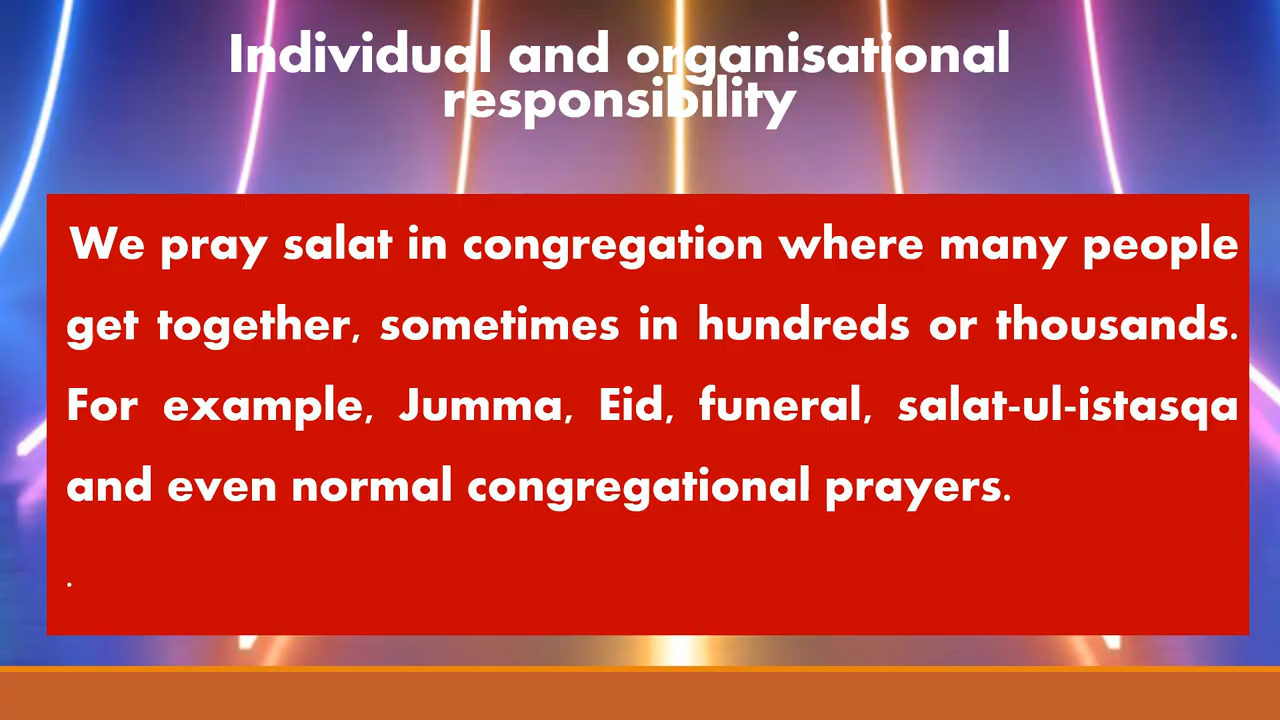 Individual and organisational
responsibility
We pray salat in congregation where many people
get together, sometimes in hundreds or thousands.
For example, Jumma, Eid, funeral, salat-ul-istasqa
and even normal congregational prayers.
.